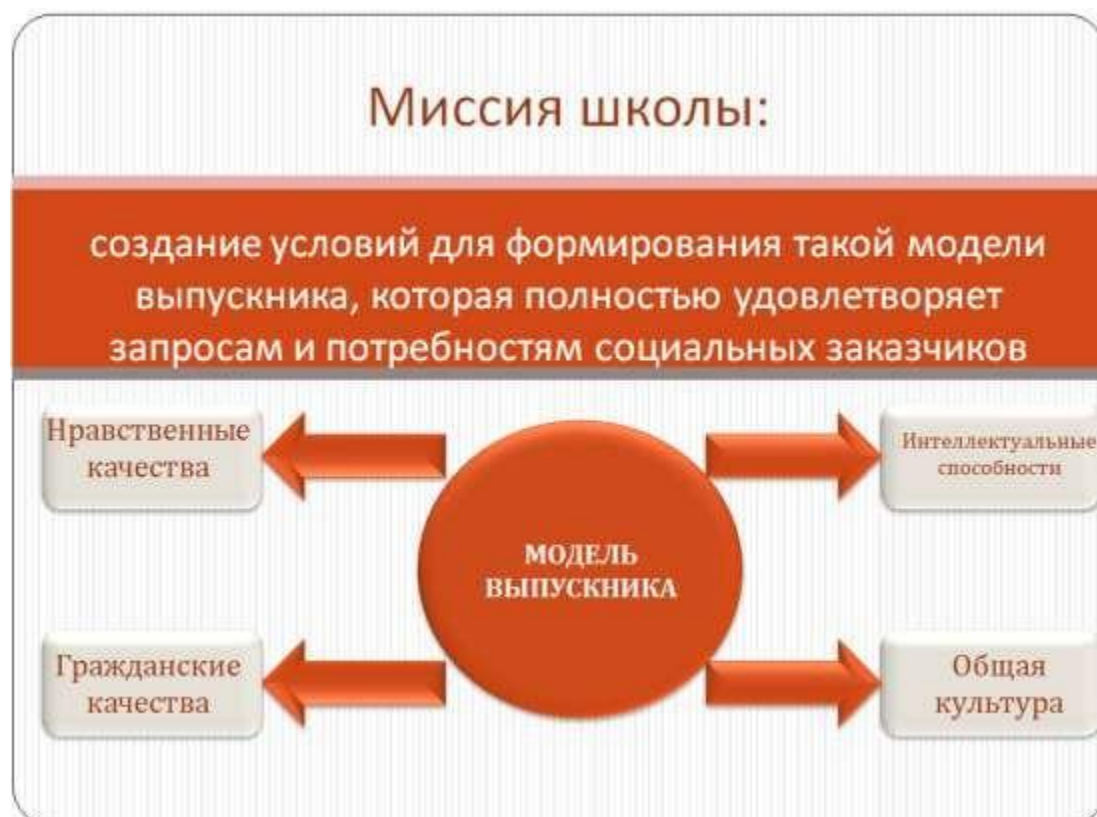 Миссия школы:
создание условий для формирования такой модели
выпускника, которая полностью удовлетворяет
запросам и потребностям социальных заказчиков
Нравственные
качества
Интеллектуальные
способности
МОДЕЛЬ
ВЫПУСКНИКА
Гражданские
качества
Общая
культура